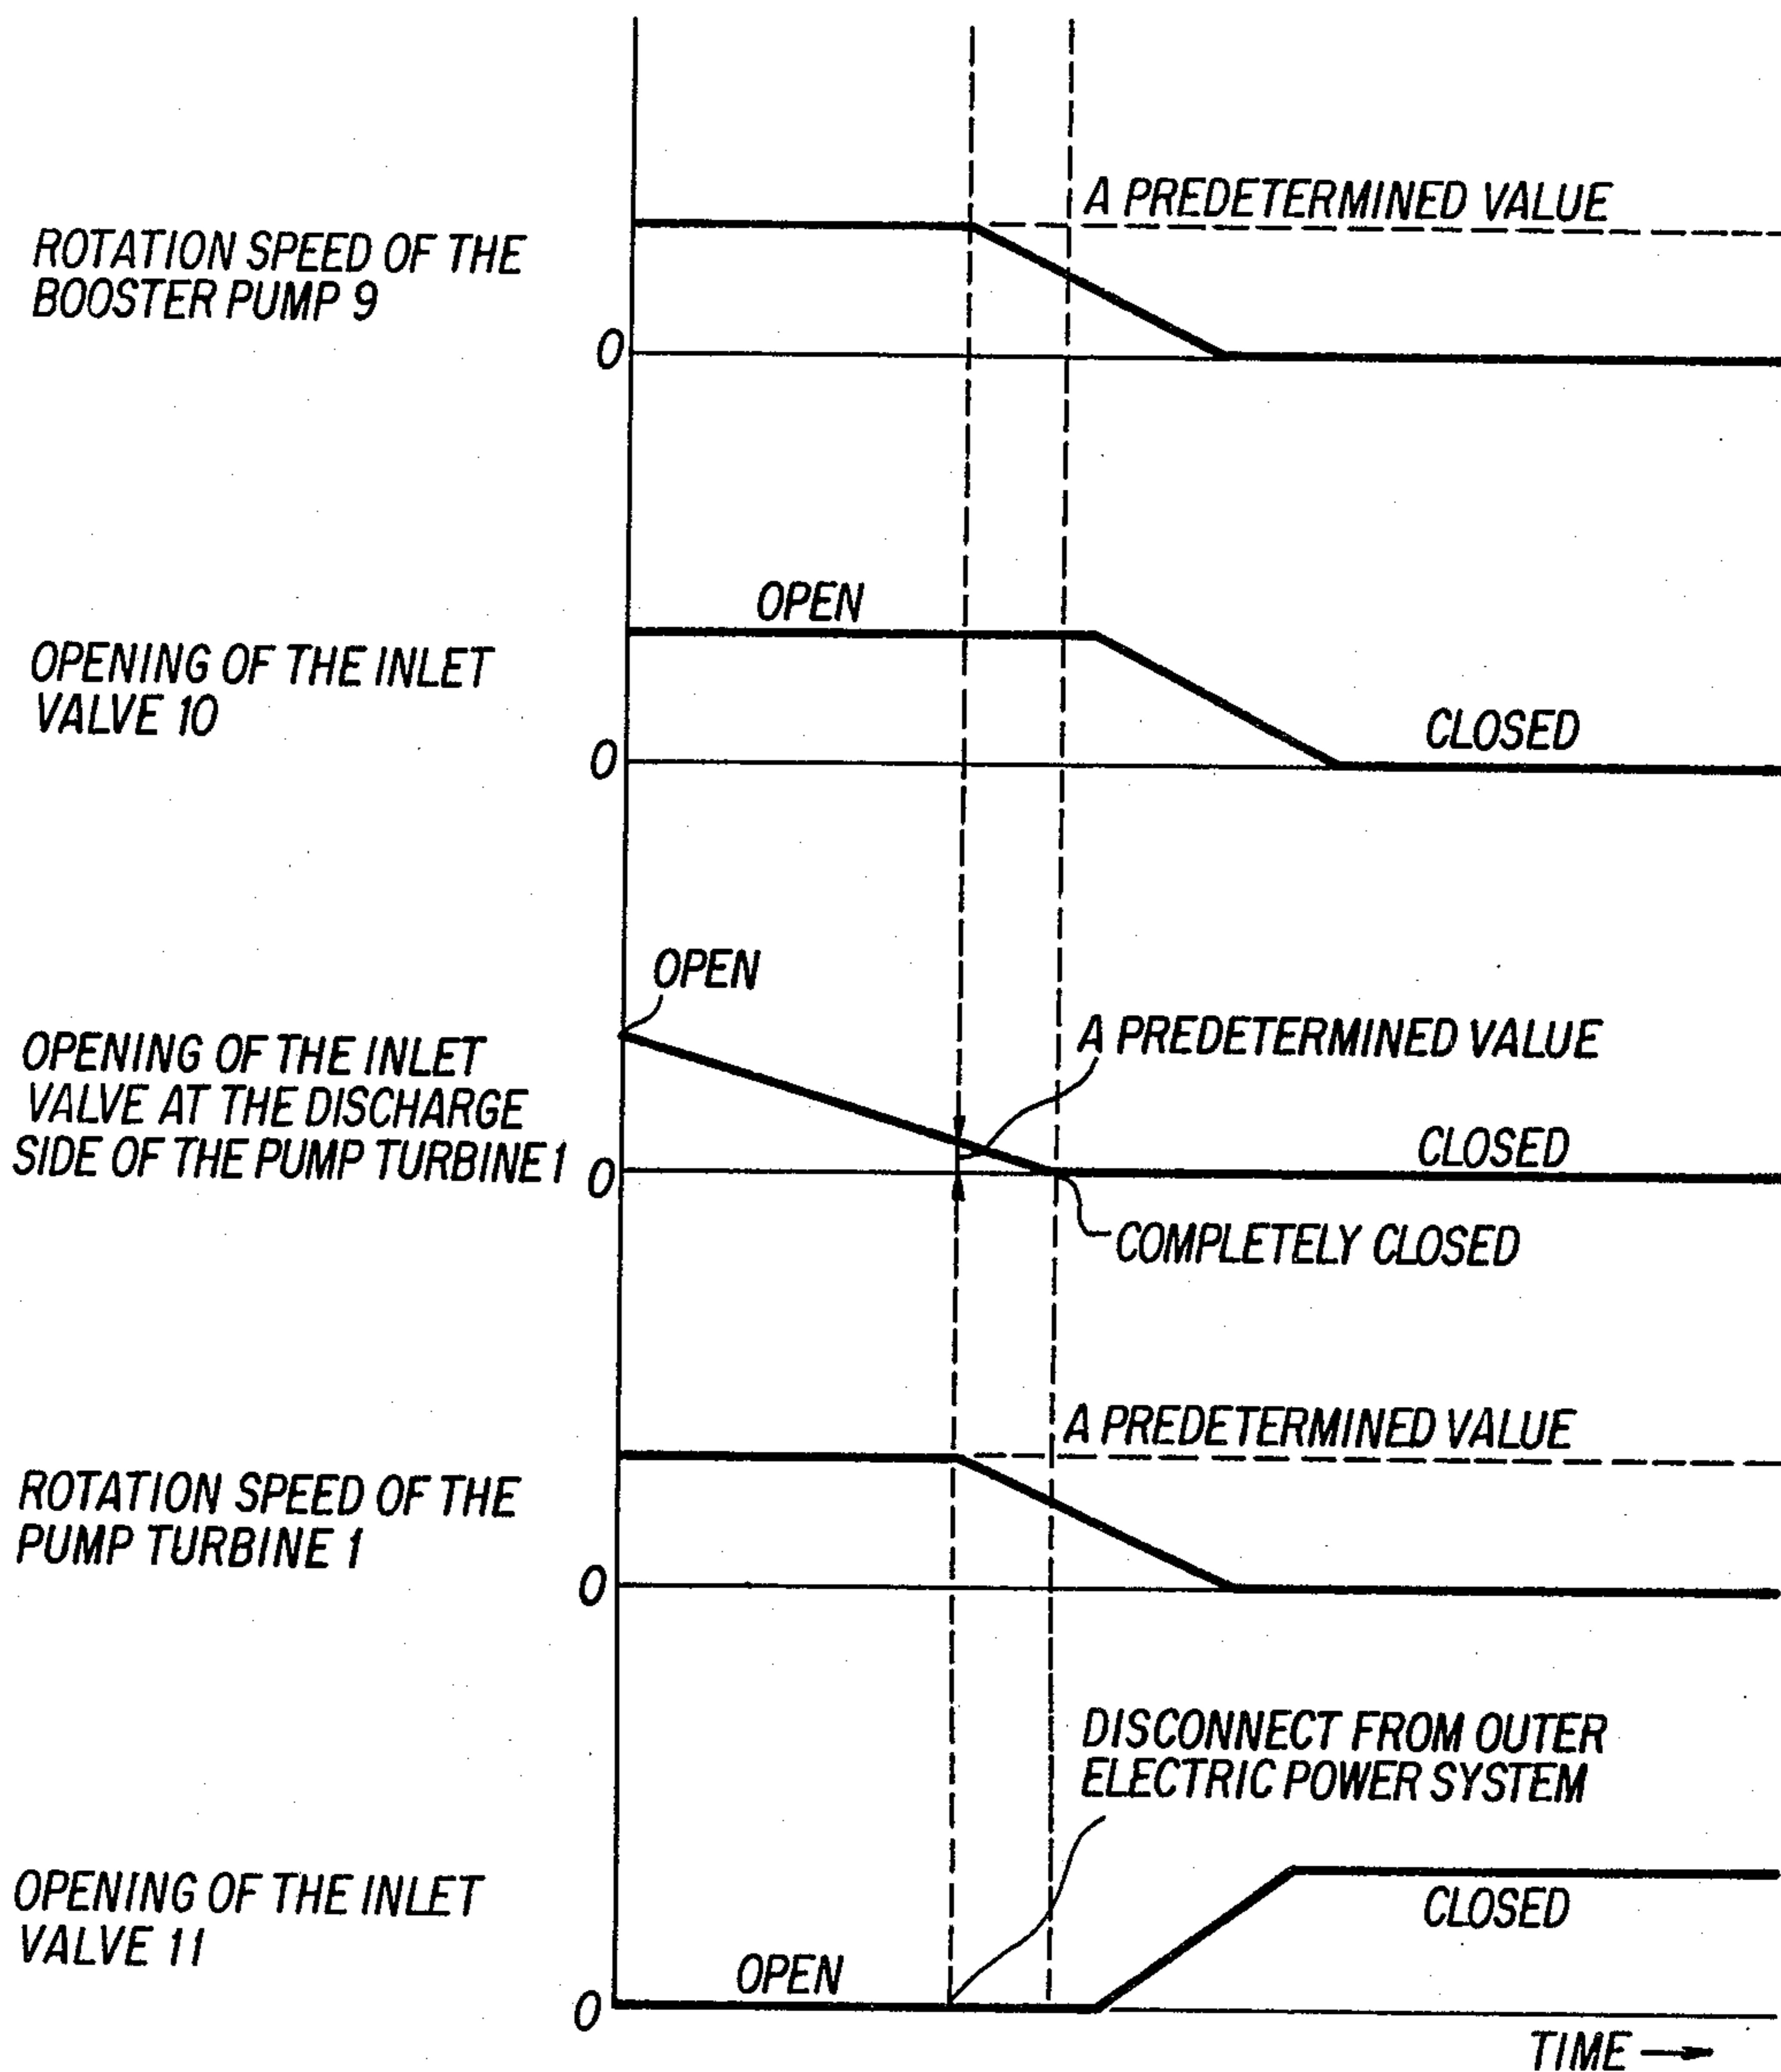 A PREDETERMINED VALUE
ROTATION SPEED OF THE
BOOSTER PUMP 9
0
OPEN
OPENING OF THE INLET
VALVE 10
CLOSED
0
OPEN
OPENING OF THE INLET
VALVE AT THE DISCHARGE
SIDE OF THE PUMP TURBINE 1
A PREDETERMINED VALUE
CLOSED
0
COMPLETELY CLOSED
A PREDETERMINED VALUE
ROTATION SPEED OF THE
PUMP TURBINE 1
0
DISCONNECT FROM OUTER
ELECTRIC POWER SYSTEM
OPENING OF THE INLET
VALVE 11
CLOSED
OPEN
0
TIME